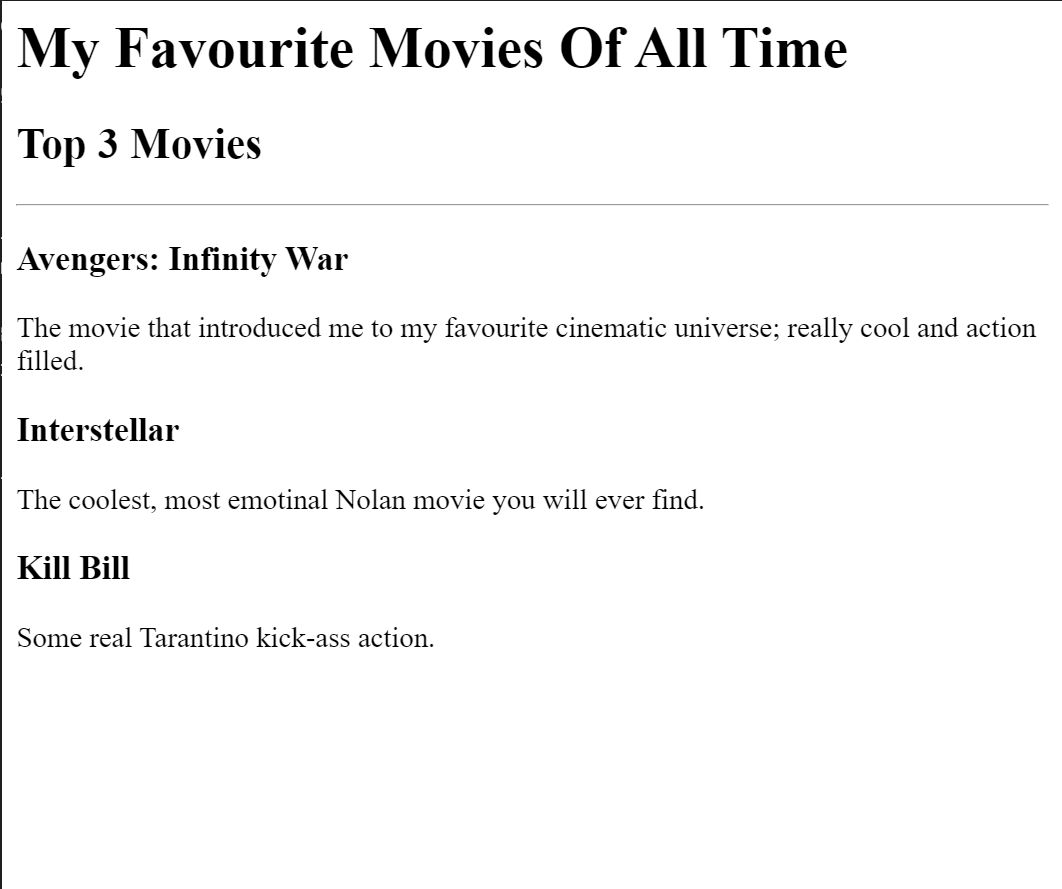 My Favourite Movies Of All Time
Top 3 Movies
Avengers: Infinity War
The movie that introduced me to my favourite cinematic universe; really cool and action
filled.
Interstellar
The coolest, most emotinal Nolan movie you will ever find.
Kill Bill
Some real Tarantino kick-ass action.